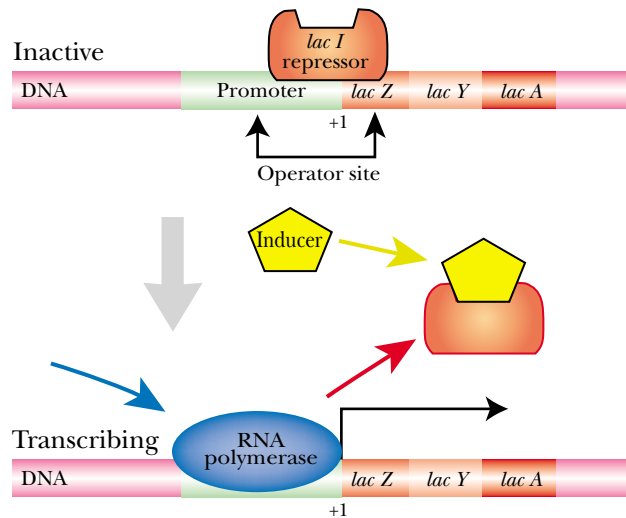 Inactive
lac I
repressor
DNA
Promoter
lac Z
lac Y
lac A
+1
Operator site
Inducer
Transcribing
RNA
polymerase
DNA
lac Z
lac Y
lac A
+1